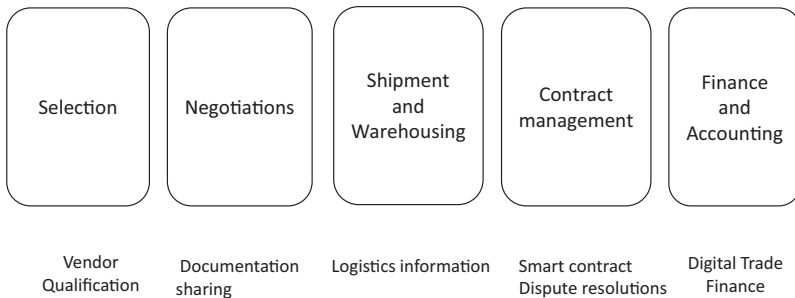 Selection
Negotiations
Shipment
and
Warehousing
Contract
management
Finance
and
Accounting
Vendor
Qualification
Documentation
sharing
Logistics information
Smart contract
Dispute resolutions
Digital Trade
Finance